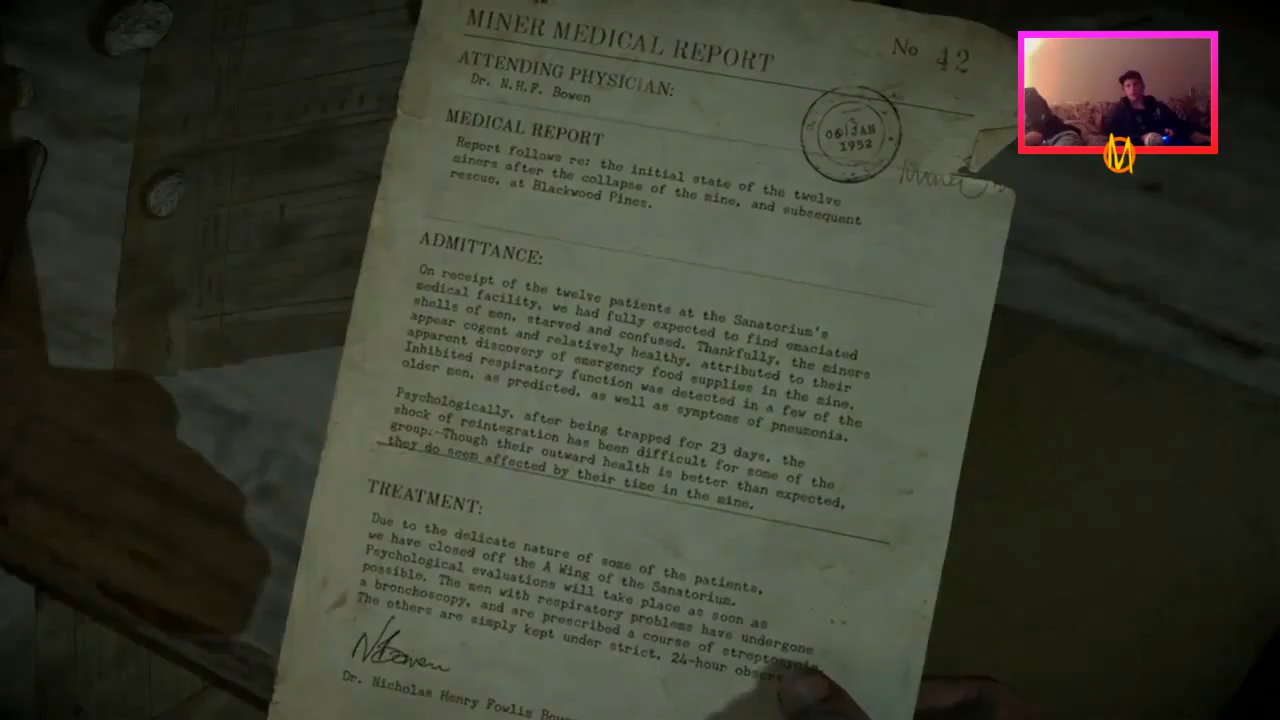 MINER MEDICAL REPORT
No 42
ATTENDING PHYSICIAN:
Dr. N.H.F. Bowen
JAN
1952
MEDICAL REPORT
Report follows re: the initial state of the twelve
miners after the collapse of the mine, and subsequent
rescue, at Blackwood Pines.
ADMITTANCE:
On receipt of the twelve patients at the Sanatorium's
medical facility, we had fully expected to find emaciated
shells of men, starved and confused. Thankfully, the miners
appear cogent and relatively healthy, attributed to their
apparent discovery of emergency food supplies in the mine.
Inhibited respiratory function was detected in a few of the
older men, as predicted, as well as symptoms of pneumonia.
Psychologically, after being trapped for 23 days, the
shock of reintegration has been difficult for some of the
group. Though their outward health is better than expected,
they do seem affected by their time in the mine.
TREATMENT:
Due to the delicate nature of some of the patients,
we have closed off the A Wing of the Sanatorium.
Psychological evaluations will take place as soon as
possible. The men with respiratory problems have undergone
a bronchoscopy, and are prescribed a course of streptomycin.
The others are simply kept under strict, 24-hour obser
NBowen
Dr. Nicholas Henry Fowlis Bow
M